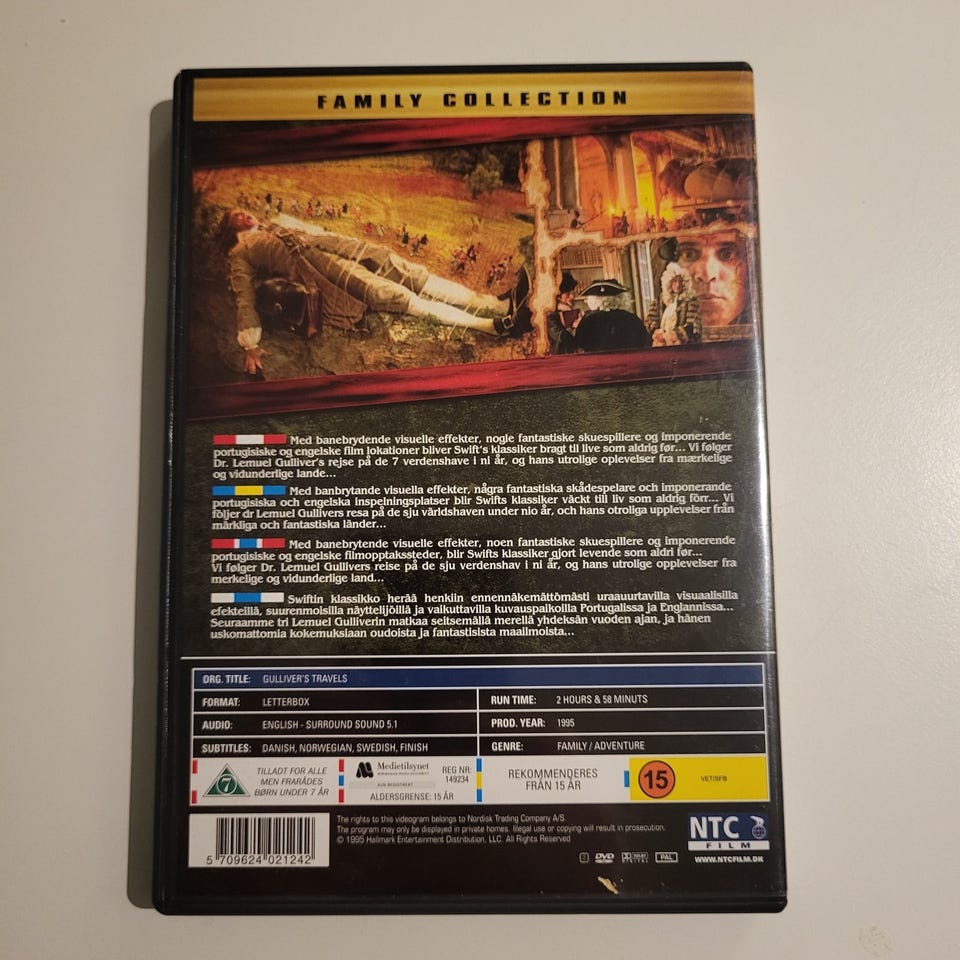 FAMILY COLLECTION
Med banebrydende visuelle effekter, nogle fantastiske skuespillere og imponerende
portugisiske og engelske film lokationer bliver Swift's klassiker bragt til live som aldrig før... Vi følger
Dr. Lemuel Gulliver's rejse på de 7 verdenshave i ni år, og hans utrolige oplevelser fra mærkelige
og vidunderlige lande...
Med banbrytande visuella effekter, några fantastiska skådespelare och imponerande
portugisiska och engelska inspelningsplatser blir Swifts klassiker väckt till liv som aldrig förr... Vi
följer dr Lemuel Gullivers resa på de sju världshaven under nio år, och hans otroliga upplevelser från
märkliga och fantastiska länder...
Med banebrytende visuelle effekter, noen fantastiske skuespillere og imponerende
portugisiske og engelske filmopptakssteder, blir Swifts klassiker gjort levende som aldri før...
Vi følger Dr. Lemuel Gullivers reise på de sju verdenshav i ni år, og hans utrolige opplevelser fra
merkelige og vidunderlige land...
Swiftin klassikko herää henkiin ennennäkemättömästi uraauurtavilla visuaalisilla
efekteillä, suurenmoisilla näyttelijöillä ja vaikuttavilla kuvauspaikoilla Portugalissa ja Englannissa...
Seuraamme tri Lemuel Gulliverin matkaa seitsemällä merellä yhdeksän vuoden ajan, ja hänen
uskomattomia kokemuksiaan oudoista ja fantastisista maailmoista...
ORG. TITLE: GULLIVER'S TRAVELS
FORMAT: LETTERBOX RUN TIME: 2 HOURS & 58 MINUTS
AUDIO: ENGLISH - SURROUND SOUND 5.1 PROD. YEAR: 1995
SUBTITLES: DANISH, NORWEGIAN, SWEDISH, FINISH GENRE: FAMILY / ADVENTURE
7
TILLADT FOR ALLE
MEN FRARÅDES
BØRN UNDER 7 ÅR
Medietilsynet
NORWEGIAN MEDIA AUTHORITY
KUN REGISTRERT
REG NR:
149234
ALDERSGRENSE: 15 ÅR
REKOMMENDERES
FRÅN 15 ÅR
15
VET/SFB
5 709624 021242
The rights to this videogram belongs to Nordisk Trading Company A/S.
The program may only be displayed in private homes. Illegal use or copying will result in prosecution.
© 1995 Hallmark Entertainment Distribution, LLC. All Rights Reserved
DVD
DOLBY
DIGITAL
PAL
NTC
FILM
WWW.NTCFILM.DK